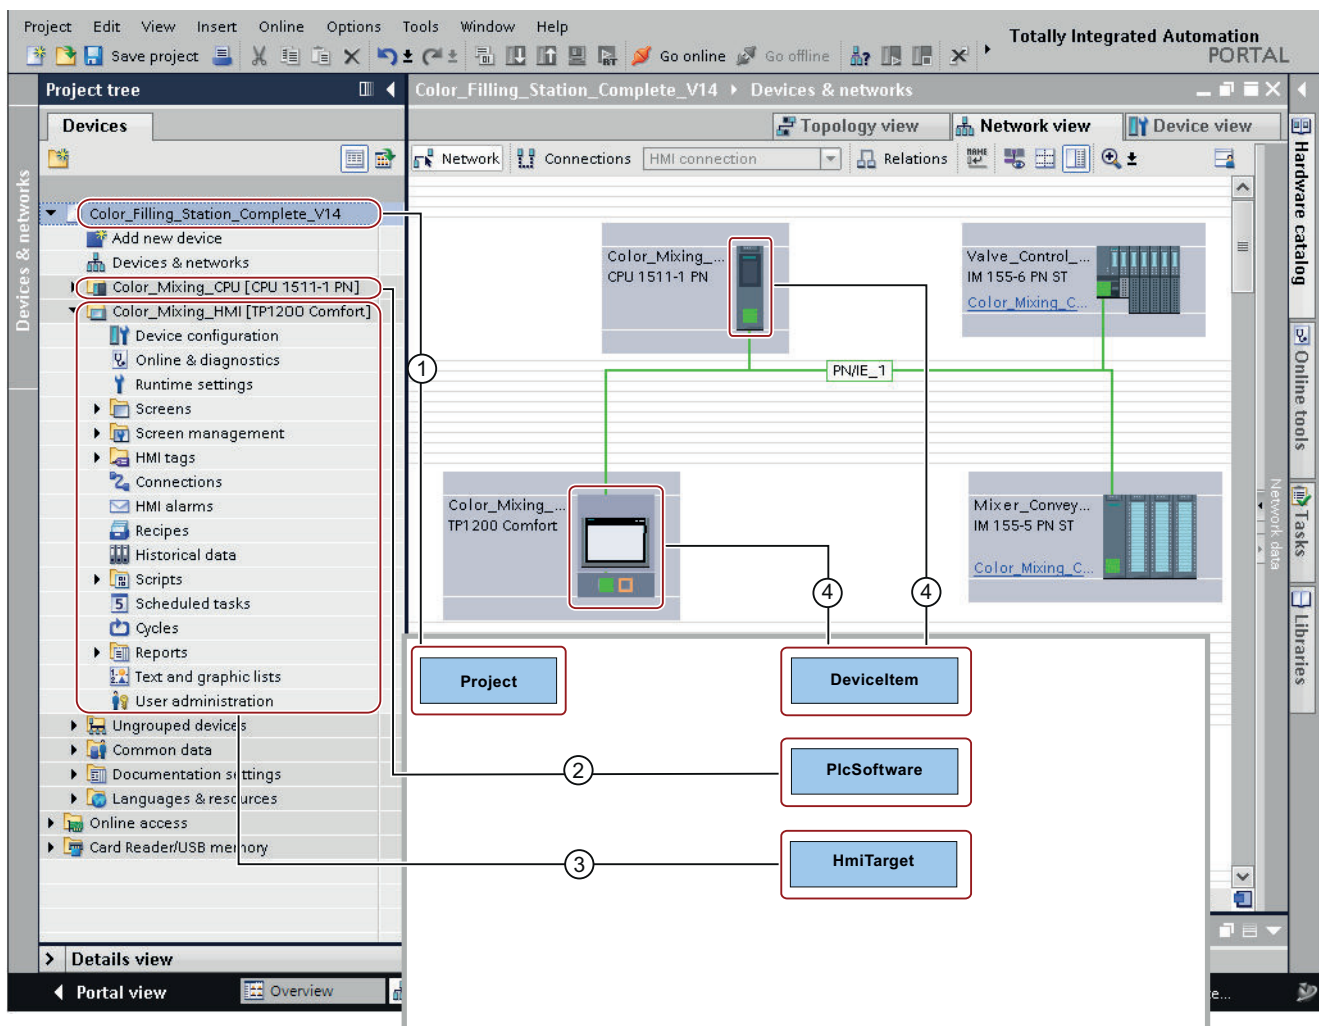 Project Edit View Insert Online Options Tools Window Help
Totally Integrated Automation
PORTAL
Save project Go online Go offline
Project tree
Color_Filling_Station_Complete_V14 Devices & networks
Devices
Topology view Network view Device view
Network Connections HMI connection Relations
Devices & networks
Color_Filling_Station_Complete_V14
Add new device
Devices & networks
Color_Mixing_CPU [CPU 1511-1 PN]
Color_Mixing_HMI [TP1200 Comfort]
Device configuration
Online & diagnostics
Runtime settings
Screens
Screen management
HMI tags
Connections
HMI alarms
Recipes
Historical data
Scripts
Scheduled tasks
Cycles
Reports
Text and graphic lists
User administration
Ungrouped devices
Common data
Documentation settings
Languages & resources
Online access
Card Reader/USB memory
Details view
Portal view
Overview
Color_Mixing_...
CPU 1511-1 PN
Valve_Control_...
IM 155-6 PN ST
Color_Mixing_C...
PN/IE_1
Color_Mixing_...
TP1200 Comfort
Mixer_Convey...
IM 155-5 PN ST
Color_Mixing_C...
1
4
4
Project
DeviceItem
2
PlcSoftware
3
HmiTarget
Hardware catalog
Online tools
Tasks
Libraries
Network data